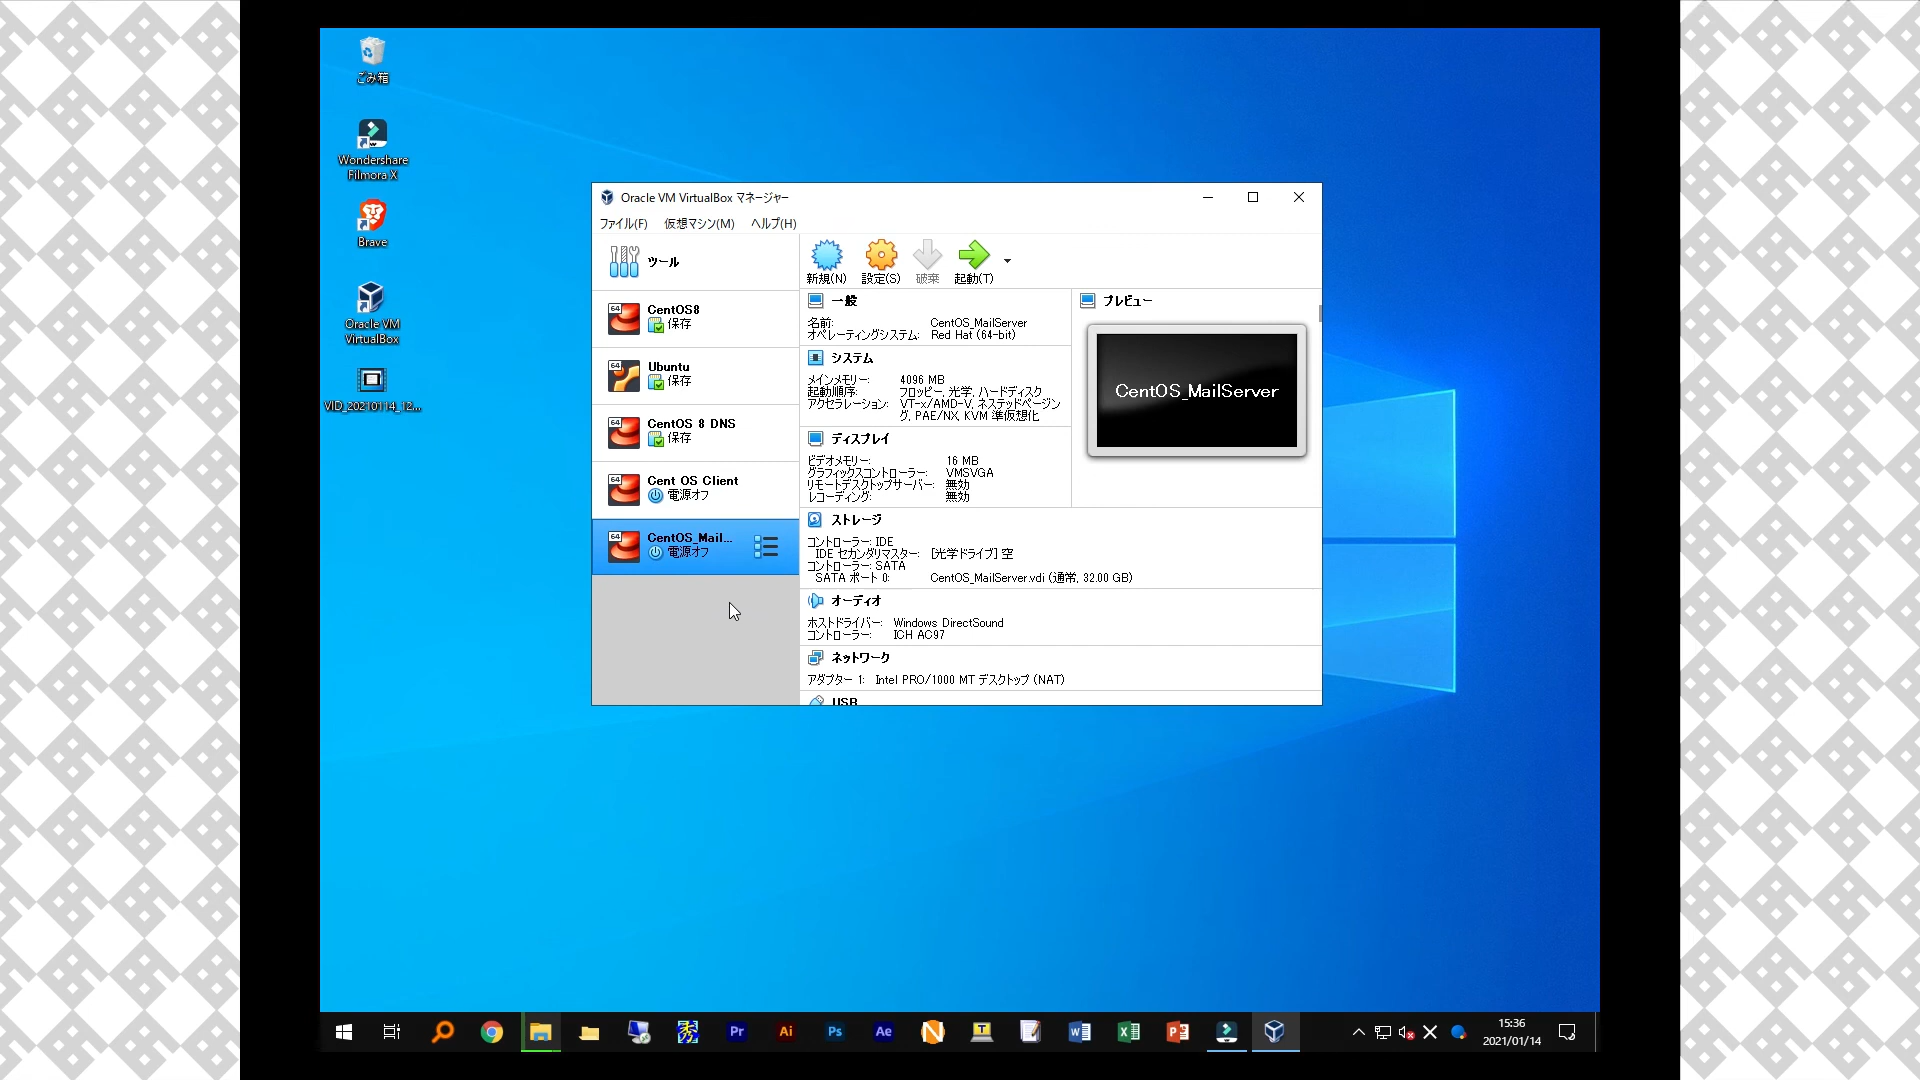 ごみ箱
Wondershare
Filmora X
Brave
Oracle VM
VirtualBox
VID_20210114_12...
Oracle VM VirtualBox マネージャー
ファイル(F) 仮想マシン(M) ヘルプ(H)
ツール
新規(N) 設定(S) 破棄 起動(T)
64 CentOS8
保存
64 Ubuntu
保存
64 CentOS 8 DNS
保存
64 Cent OS Client
電源オフ
64 CentOS_Mail...
電源オフ
一般
名前: CentOS_MailServer
オペレーティングシステム: Red Hat (64-bit)
システム
メインメモリー: 4096 MB
起動順序: フロッピー, 光学, ハードディスク
アクセラレーション: VT-x/AMD-V, ネステッドページン
グ, PAE/NX, KVM 準仮想化
ディスプレイ
ビデオメモリー: 16 MB
グラフィックスコントローラー: VMSVGA
リモートデスクトップサーバー: 無効
レコーディング: 無効
プレビュー
CentOS_MailServer
ストレージ
コントローラー: IDE
IDE セカンダリマスター: [光学ドライブ] 空
コントローラー: SATA
SATA ポート 0: CentOS_MailServer.vdi (通常, 32.00 GB)
オーディオ
ホストドライバー: Windows DirectSound
コントローラー: ICH AC97
ネットワーク
アダプター 1: Intel PRO/1000 MT デスクトップ (NAT)
USB
秀 Pr Ai Ps Ae N T
15:36
2021/01/14